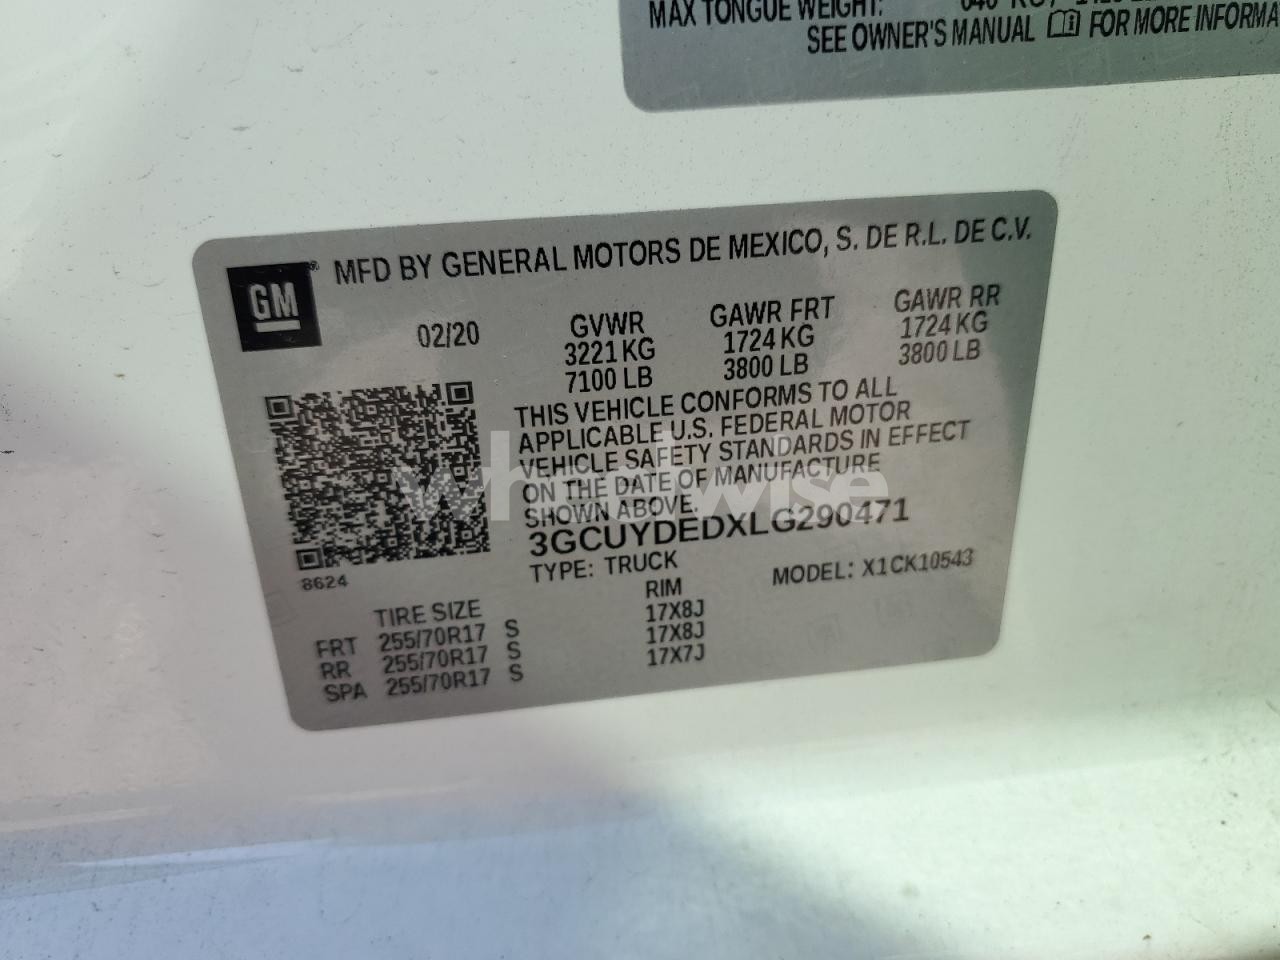 MAX TONGUE WEIGHT:
SEE OWNER'S MANUAL FOR MORE INFORMA
GM
MFD BY GENERAL MOTORS DE MEXICO, S. DE R.L. DE C.V.
02/20 GVWR GAWR FRT GAWR RR
3221 KG 1724 KG 1724 KG
7100 LB 3800 LB 3800 LB
THIS VEHICLE CONFORMS TO ALL
APPLICABLE U.S. FEDERAL MOTOR
VEHICLE SAFETY STANDARDS IN EFFECT
ON THE DATE OF MANUFACTURE
SHOWN ABOVE.
3GCUYDEDXLG290471
8624
TYPE: TRUCK MODEL: X1CK10543
TIRE SIZE RIM
FRT 255/70R17 S 17X8J
RR 255/70R17 S 17X8J
SPA 255/70R17 S 17X7J